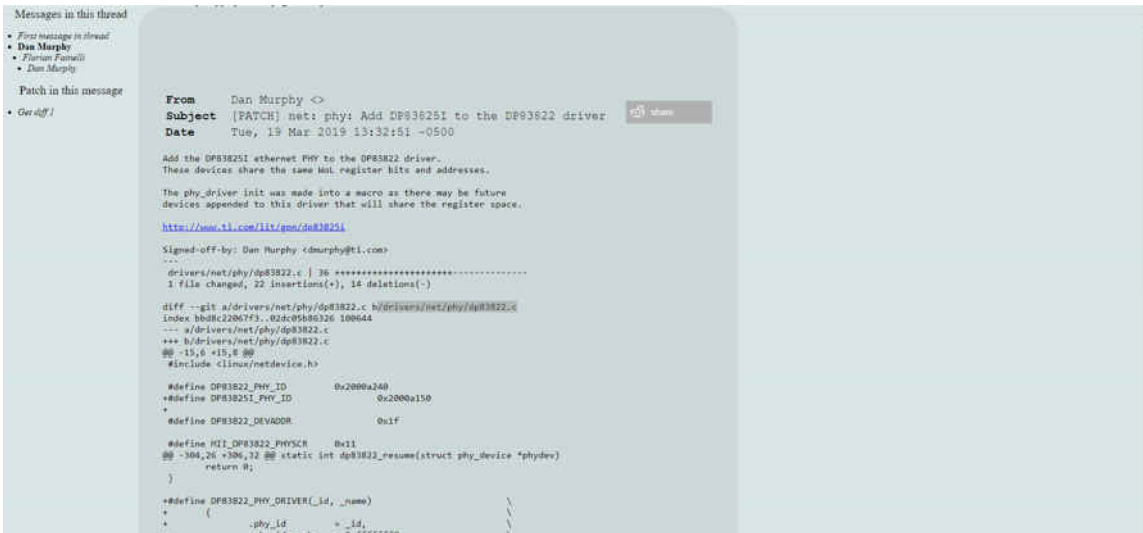 Messages in this thread
• First message in thread
• Dan Murphy
• Florian Fainelli
• Dan Murphy
Patch in this message
• Get diff 1
From Dan Murphy <>
Subject [PATCH] net: phy: Add DP83825I to the DP83822 driver
Date Tue, 19 Mar 2019 13:32:51 -0500
share
Add the DP83825I ethernet PHY to the DP83822 driver.
These devices share the same WoL register bits and addresses.
The phy_driver init was made into a macro as there may be future
devices appended to this driver that will share the register space.
http://www.ti.com/lit/gpn/dp83825i
Signed-off-by: Dan Murphy <dmurphy@ti.com>
---
drivers/net/phy/dp83822.c | 36 ++++++++++++++++++++++--------------
1 file changed, 22 insertions(+), 14 deletions(-)
diff --git a/drivers/net/phy/dp83822.c b/drivers/net/phy/dp83822.c
index bbd8c22067f3..02dc05b86326 100644
--- a/drivers/net/phy/dp83822.c
+++ b/drivers/net/phy/dp83822.c
@@ -15,6 +15,8 @@
#include <linux/netdevice.h>
#define DP83822_PHY_ID 0x2000a240
+#define DP83825I_PHY_ID 0x2000a150
+
#define DP83822_DEVADDR 0x1f
#define MII_DP83822_PHYSCR 0x11
@@ -304,26 +306,32 @@ static int dp83822_resume(struct phy_device *phydev)
return 0;
}
+#define DP83822_PHY_DRIVER(_id, _name) \
+ { \
+ .phy_id = _id, \